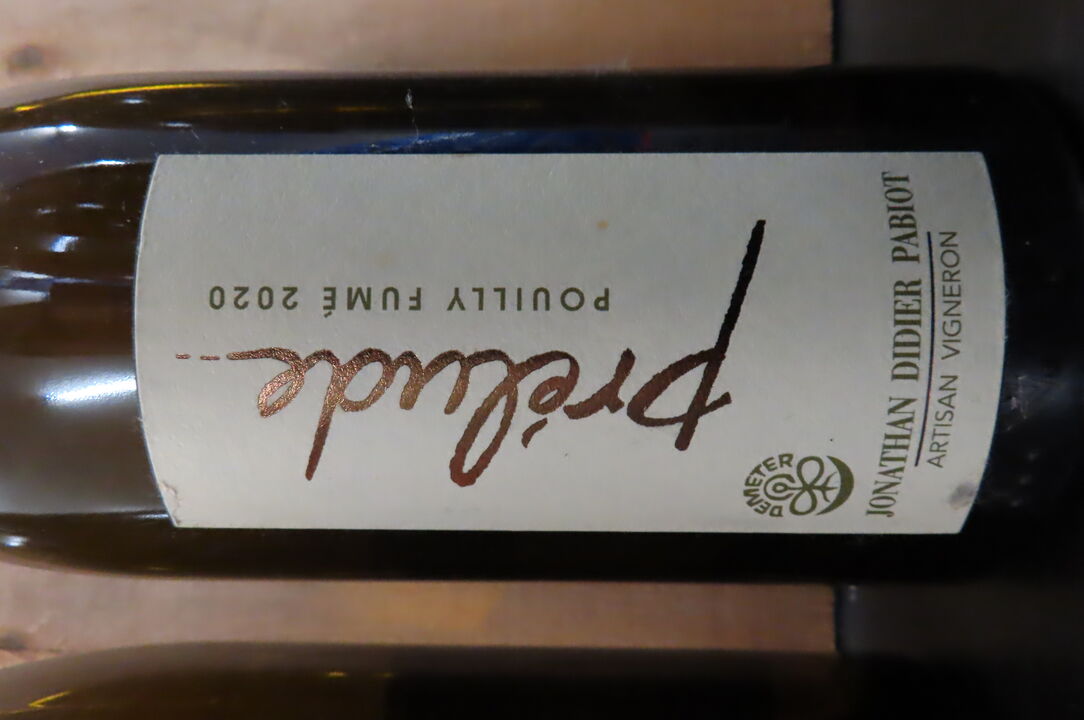 prélude...
POUILLY FUMÉ 2020
DEMETER
JONATHAN DIDIER PABIOT
ARTISAN VIGNERON